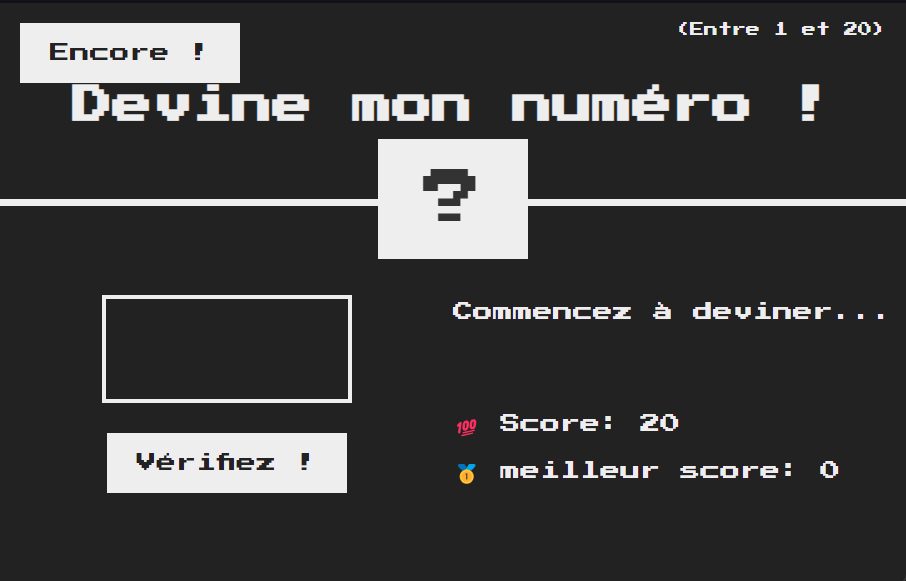 Encore !
(Entre 1 et 20)
Devine mon numéro !
?
Commencez à deviner...
Vérifiez !
💯 Score: 20
🥇 meilleur score: 0